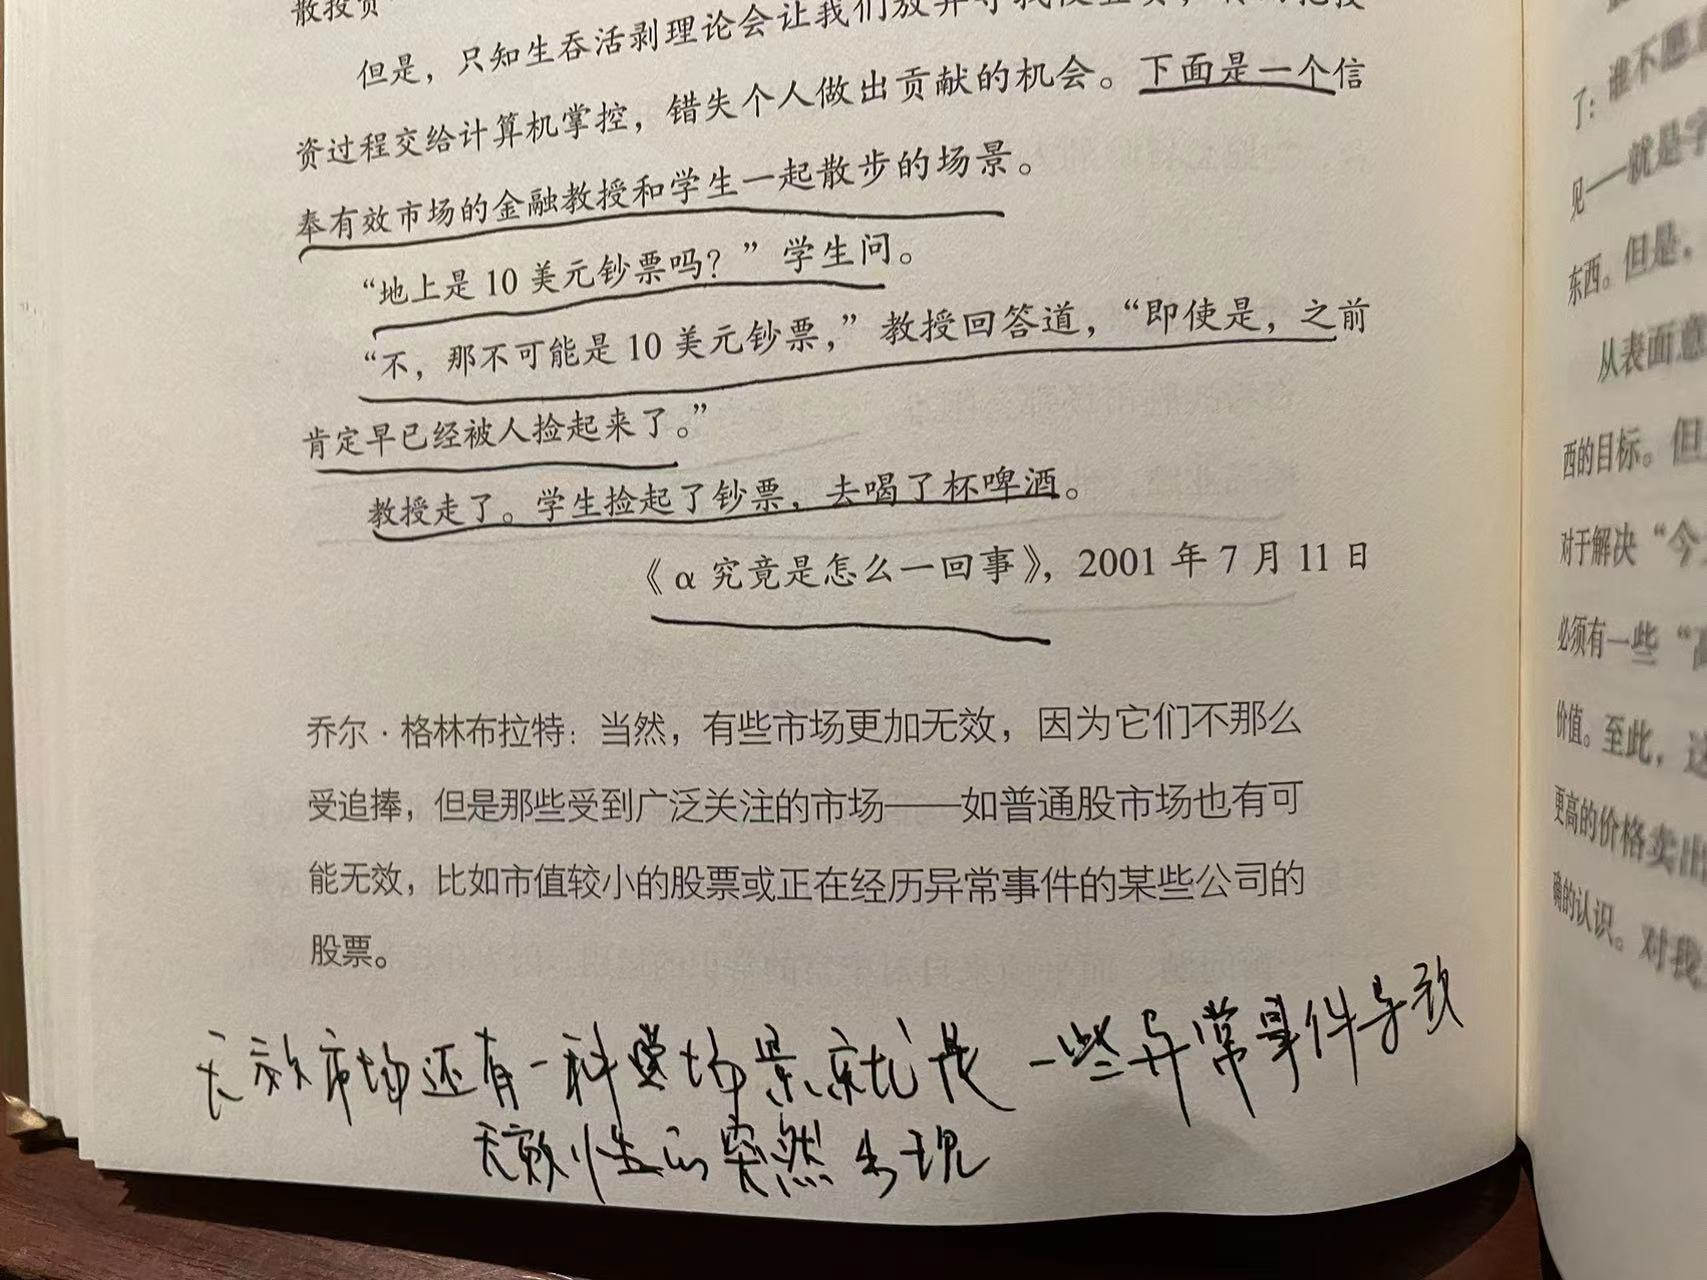 散投资
但是，只知生吞活剥理论会让我们放弃寻找便宜货，将
资过程交给计算机掌控，错失个人做出贡献的机会。下面是一个信
奉有效市场的金融教授和学生一起散步的场景。
“地上是 10 美元钞票吗？”学生问。
“不，那不可能是 10 美元钞票，”教授回答道，“即使是，之前
肯定早已经被人捡起来了。”
教授走了。学生捡起了钞票，去喝了杯啤酒。
《α 究竟是怎么一回事》，2001 年 7 月 11 日
乔尔·格林布拉特：当然，有些市场更加无效，因为它们不那么
受追捧，但是那些受到广泛关注的市场——如普通股市场也有可
能无效，比如市值较小的股票或正在经历异常事件的某些公司的
股票。
无效市场还有一种类场景，就是一些异常事件导致
无效性的突然出现
了：谁不愿
见——就是
东西。但是，
从表面意
西的目标。但
对于解决“今
必须有一些“
价值。至此，这
更高的价格卖出
确的认识。对我